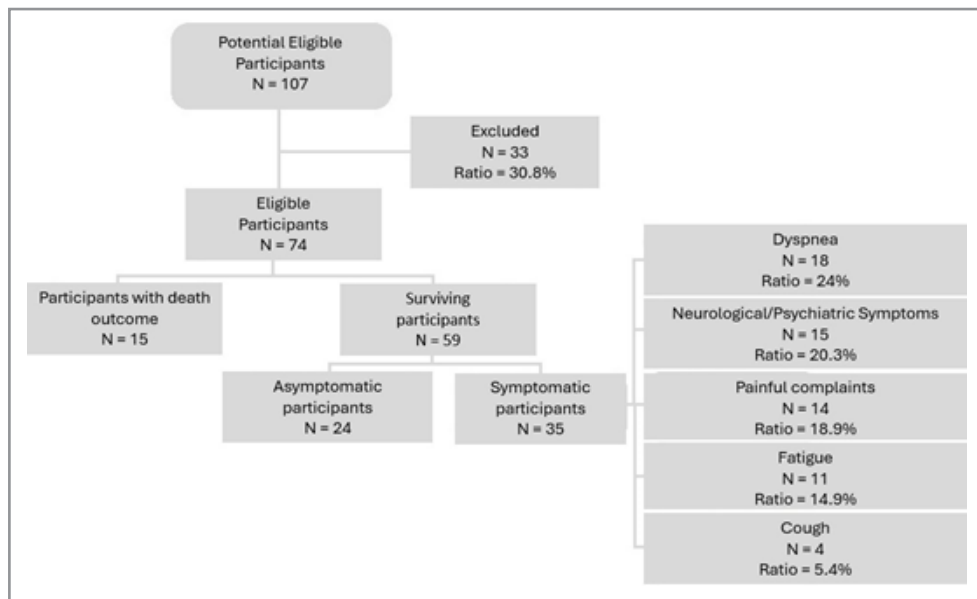 Potential Eligible
Participants
N = 107
Excluded
N = 33
Ratio = 30.8%
Eligible
Participants
N = 74
Participants with death
outcome
N = 15
Surviving
participants
N = 59
Asymptomatic
participants
N = 24
Symptomatic
participants
N = 35
Dyspnea
N = 18
Ratio = 24%
Neurological/Psychiatric Symptoms
N = 15
Ratio = 20.3%
Painful complaints
N = 14
Ratio = 18.9%
Fatigue
N = 11
Ratio = 14.9%
Cough
N = 4
Ratio = 5.4%